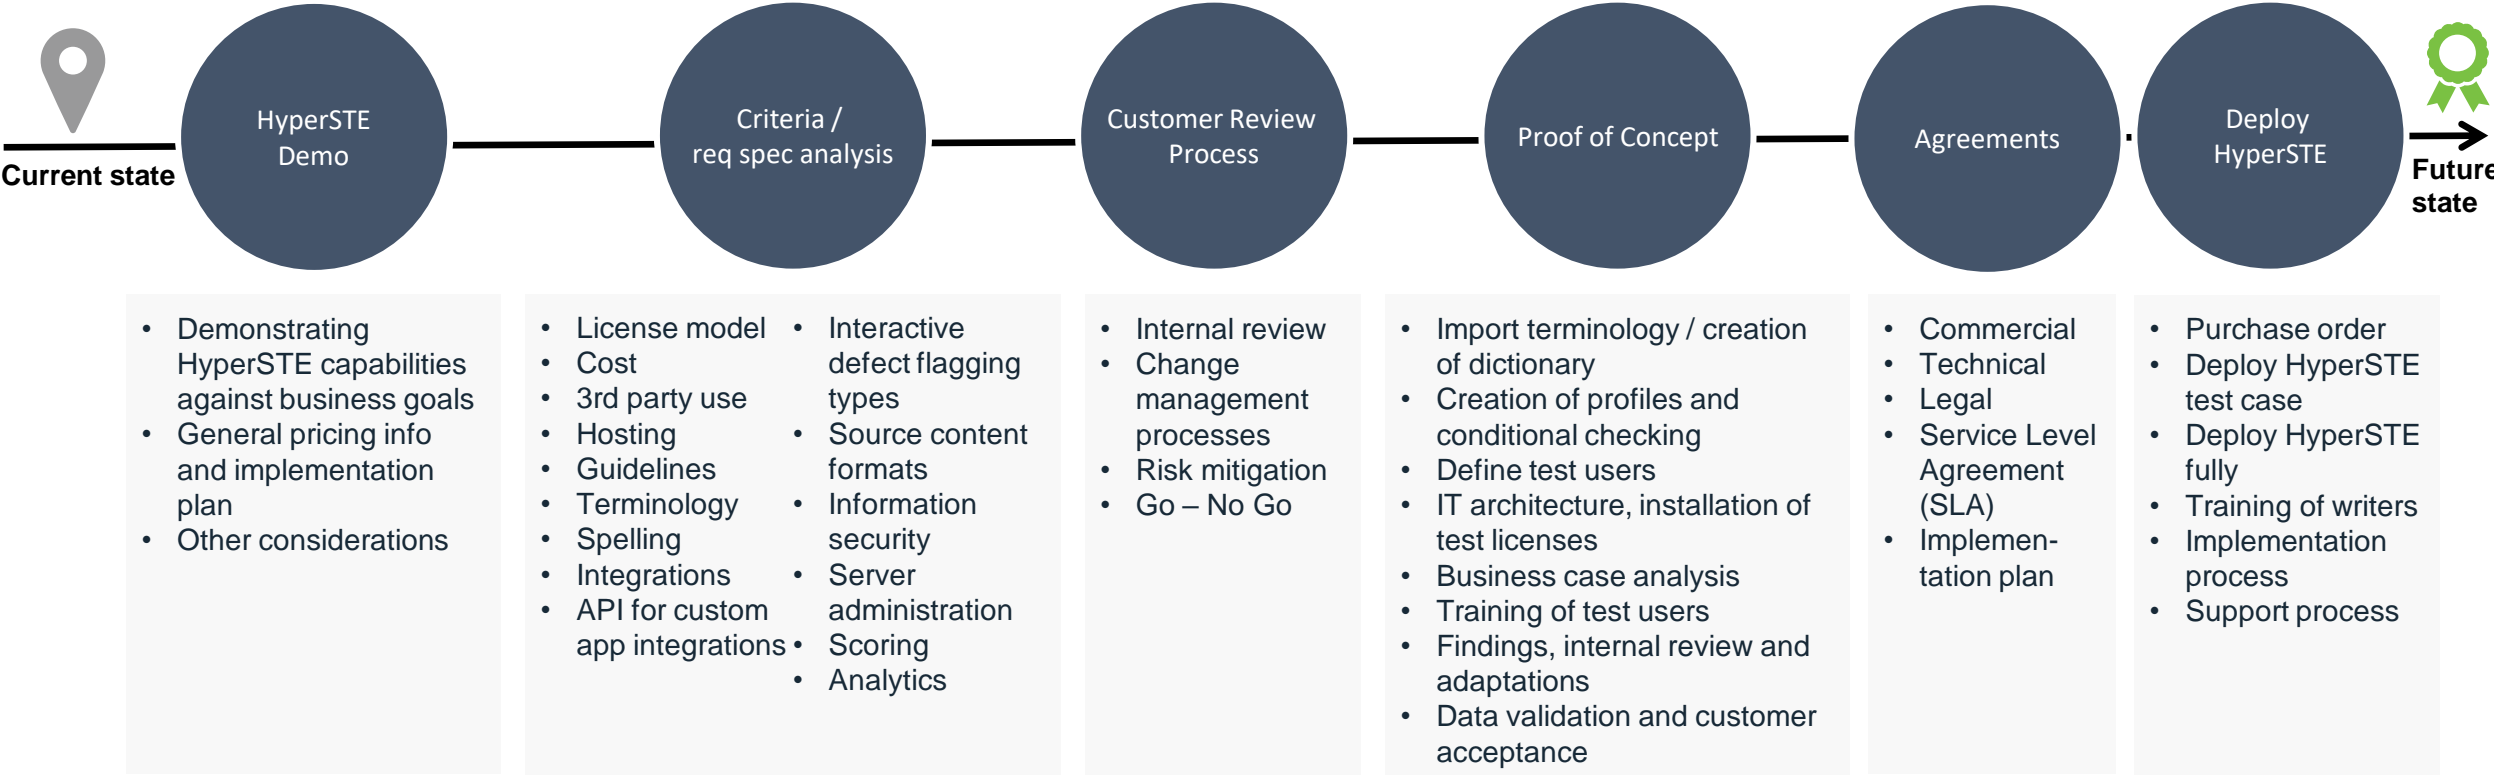 Current state
HyperSTE
Demo
Criteria /
req spec analysis
Customer Review
Process
Proof of Concept
Agreements
Deploy
HyperSTE
Future
state
• Demonstrating
HyperSTE capabilities
against business goals
• General pricing info
and implementation
plan
• Other considerations
• License model
• Cost
• 3rd party use
• Hosting
• Guidelines
• Terminology
• Spelling
• Integrations
• API for custom
app integrations
• Interactive
defect flagging
types
• Source content
formats
• Information
security
• Server
administration
• Scoring
• Analytics
• Internal review
• Change
management
processes
• Risk mitigation
• Go – No Go
• Import terminology / creation
of dictionary
• Creation of profiles and
conditional checking
• Define test users
• IT architecture, installation of
test licenses
• Business case analysis
• Training of test users
• Findings, internal review and
adaptations
• Data validation and customer
acceptance
• Commercial
• Technical
• Legal
• Service Level
Agreement
(SLA)
• Implemen-
tation plan
• Purchase order
• Deploy HyperSTE
test case
• Deploy HyperSTE
fully
• Training of writers
• Implementation
process
• Support process